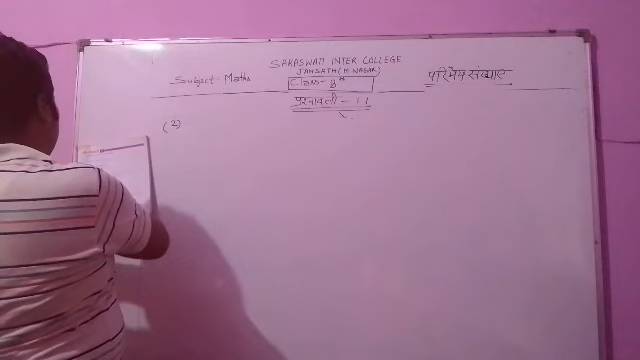 SARASWATI INTER COLLEGE
JANSATH (M. NAGAR)
Subject - Maths
Class - 8th
परिमेय संख्याएँ
प्रश्नावली - 1.1
(2)